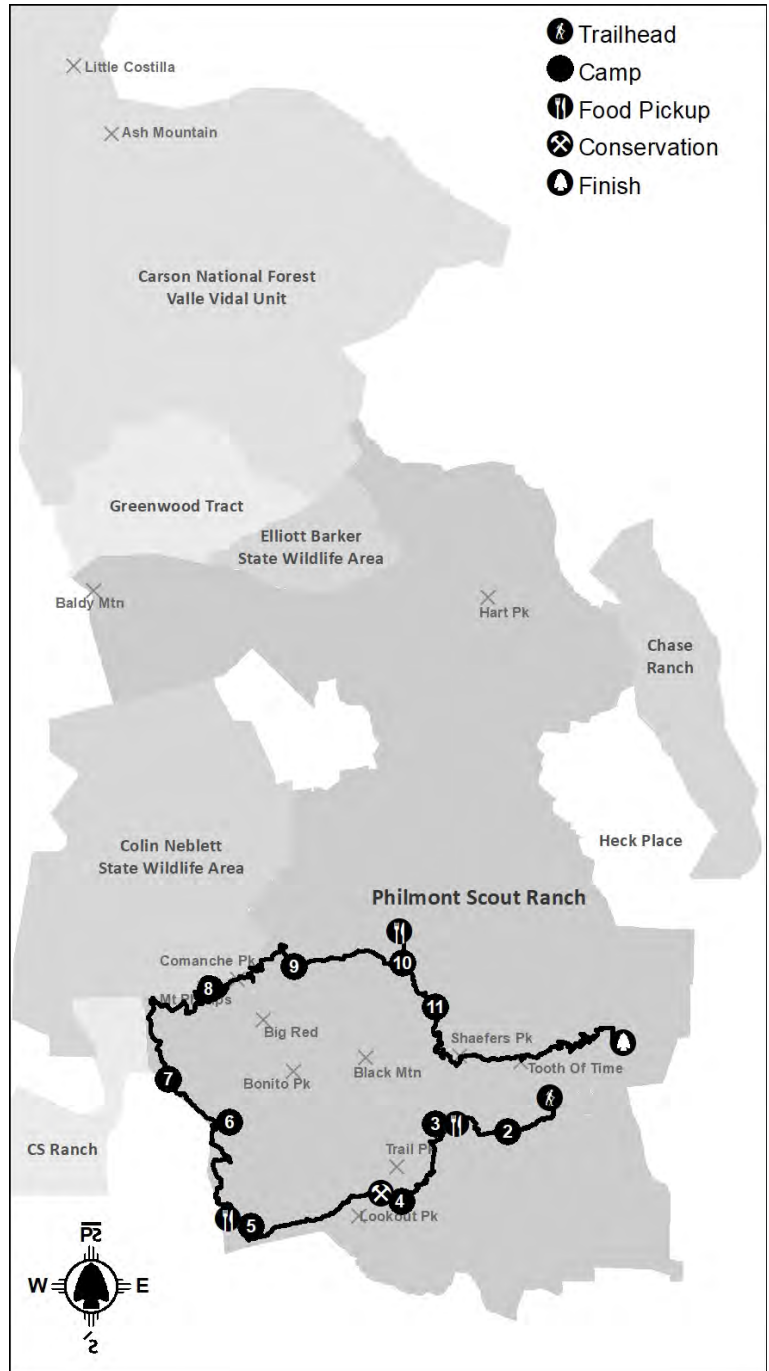 Trailhead
Camp
Food Pickup
Conservation
Finish
Little Costilla
Ash Mountain
Carson National Forest
Valle Vidal Unit
Greenwood Tract
Elliott Barker
State Wildlife Area
Baldy Mtn
Hart Pk
Chase
Ranch
Colin Neblett
State Wildlife Area
Heck Place
Philmont Scout Ranch
Comanche Pk
10
9
8
11
Big Red
Shaefers Pk
Tooth Of Time
Black Mtn
Bonito Pk
7
6
3
2
CS Ranch
4
Lookout Pk
5
W
E